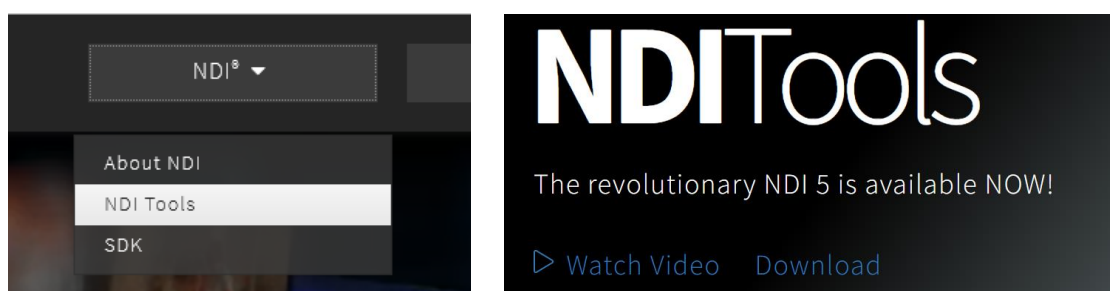 NDI®
About NDI
NDI Tools
SDK
NDITools
The revolutionary NDI 5 is available NOW!
Watch Video Download